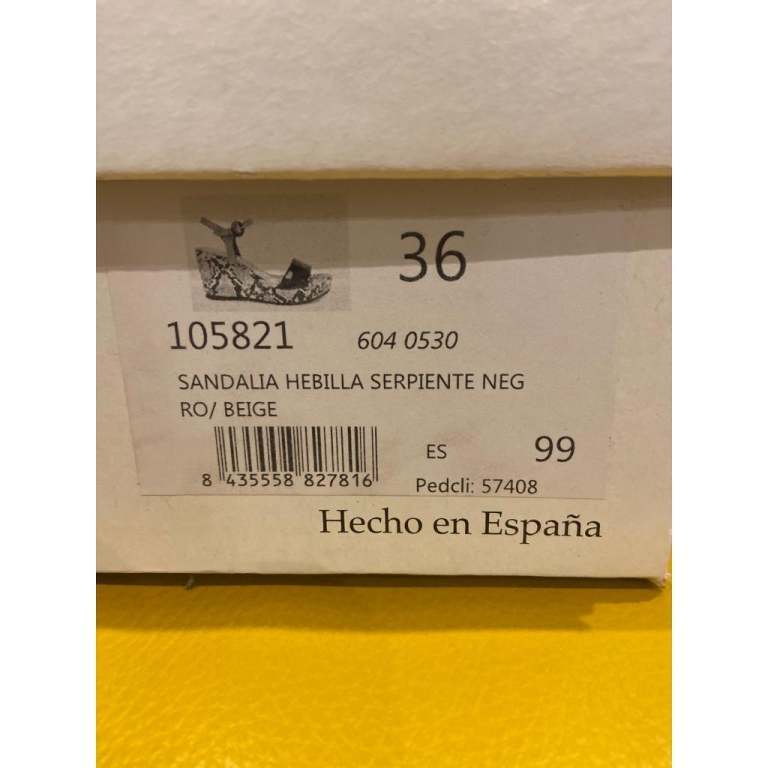 36
105821 604 0530
SANDALIA HEBILLA SERPIENTE NEG
RO/ BEIGE
8 435558 827816
ES 99
Pedcli: 57408
Hecho en España